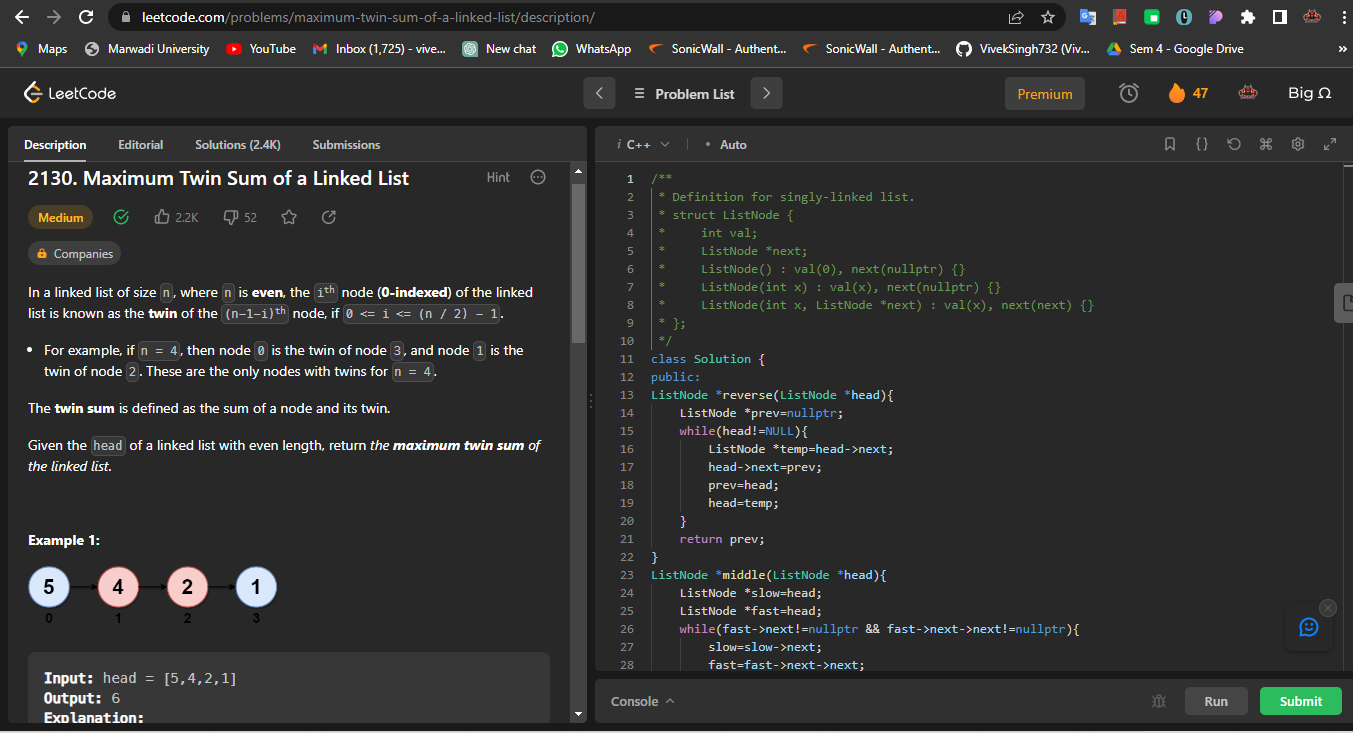 leetcode.com/problems/maximum-twin-sum-of-a-linked-list/description/
Maps Marwadi University YouTube Inbox (1,725) - vive... New chat WhatsApp SonicWall - Authent... SonicWall - Authent... VivekSingh732 (Viv... Sem 4 - Google Drive »
LeetCode < Problem List > Premium 47 Big Ω
Description Editorial Solutions (2.4K) Submissions
2130. Maximum Twin Sum of a Linked List Hint
Medium 2.2K 52
Companies
In a linked list of size n, where n is even, the ith node (0-indexed) of the linked
list is known as the twin of the (n-1-i)th node, if 0 <= i <= (n / 2) - 1.
• For example, if n = 4, then node 0 is the twin of node 3, and node 1 is the
twin of node 2. These are the only nodes with twins for n = 4.
The twin sum is defined as the sum of a node and its twin.
Given the head of a linked list with even length, return the maximum twin sum of
the linked list.
Example 1:
5 4 2 1
0 1 2 3
Input: head = [5,4,2,1]
Output: 6
Explanation:
i C++ • Auto
1 /**
2 * Definition for singly-linked list.
3 * struct ListNode {
4 * int val;
5 * ListNode *next;
6 * ListNode() : val(0), next(nullptr) {}
7 * ListNode(int x) : val(x), next(nullptr) {}
8 * ListNode(int x, ListNode *next) : val(x), next(next) {}
9 * };
10 */
11 class Solution {
12 public:
13 ListNode *reverse(ListNode *head){
14 ListNode *prev=nullptr;
15 while(head!=NULL){
16 ListNode *temp=head->next;
17 head->next=prev;
18 prev=head;
19 head=temp;
20 }
21 return prev;
22 }
23 ListNode *middle(ListNode *head){
24 ListNode *slow=head;
25 ListNode *fast=head;
26 while(fast->next!=nullptr && fast->next->next!=nullptr){
27 slow=slow->next;
28 fast=fast->next->next;
Console Run Submit